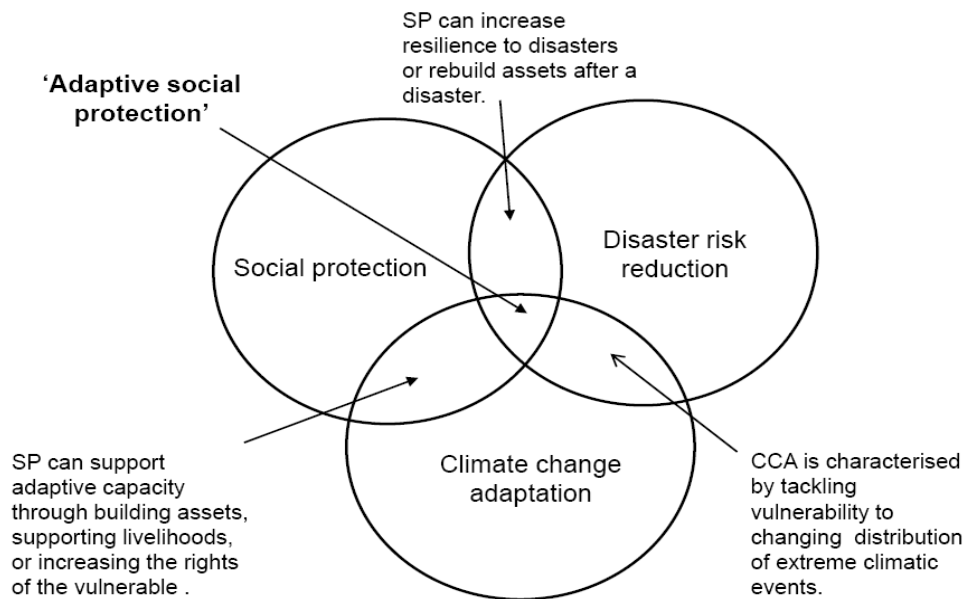 SP can increase
resilience to disasters
or rebuild assets after a
disaster.
‘Adaptive social
protection’
Social protection
Disaster risk
reduction
Climate change
adaptation
SP can support
adaptive capacity
through building assets,
supporting livelihoods,
or increasing the rights
of the vulnerable .
CCA is characterised
by tackling
vulnerability to
changing distribution
of extreme climatic
events.